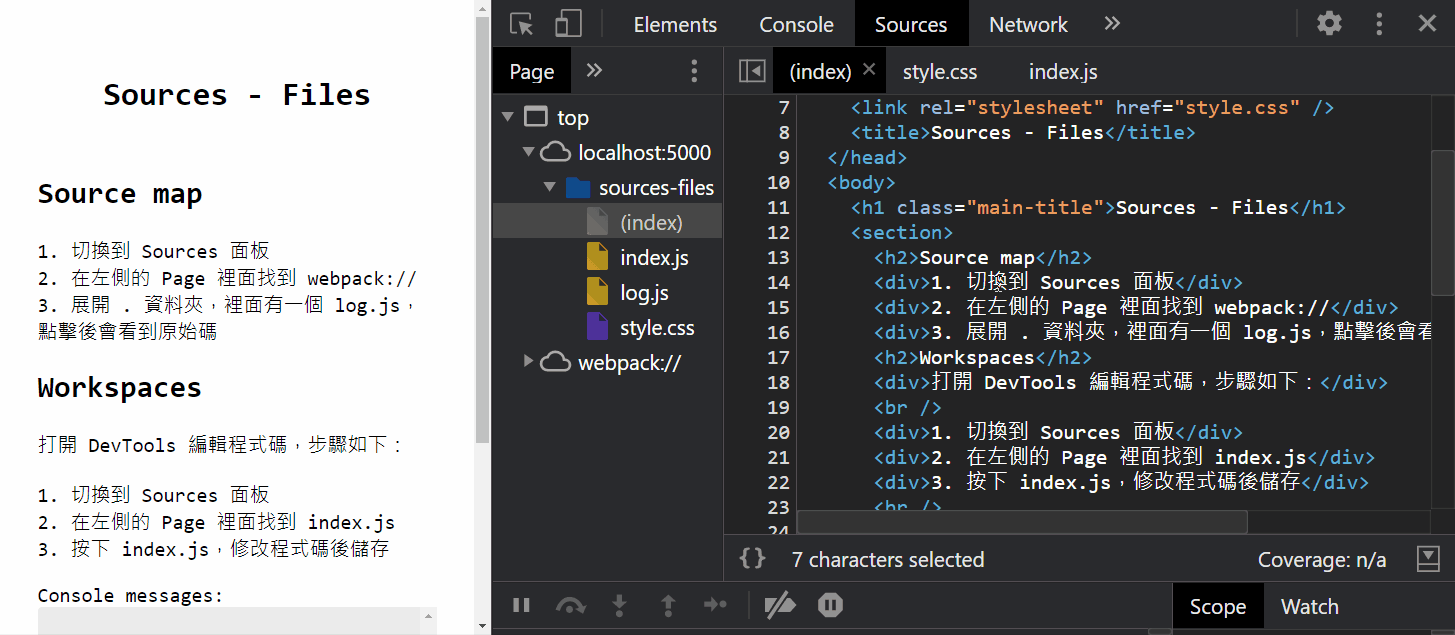 Sources - Files
Source map
1. 切換到 Sources 面板
2. 在左側的 Page 裡面找到 webpack://
3. 展開 . 資料夾，裡面有一個 log.js，
點擊後會看到原始碼
Workspaces
打開 DevTools 編輯程式碼，步驟如下：
1. 切換到 Sources 面板
2. 在左側的 Page 裡面找到 index.js
3. 按下 index.js，修改程式碼後儲存
Console messages:
Elements Console Sources Network »
Page »
top
localhost:5000
sources-files
(index)
index.js
log.js
style.css
webpack://
(index) × style.css index.js
7 <link rel="stylesheet" href="style.css" />
8 <title>Sources - Files</title>
9 </head>
10 <body>
11 <h1 class="main-title">Sources - Files</h1>
12 <section>
13 <h2>Source map</h2>
14 <div>1. 切換到 Sources 面板</div>
15 <div>2. 在左側的 Page 裡面找到 webpack://</div>
16 <div>3. 展開 . 資料夾，裡面有一個 log.js，點擊後會看
17 <h2>Workspaces</h2>
18 <div>打開 DevTools 編輯程式碼，步驟如下：</div>
19 <br />
20 <div>1. 切換到 Sources 面板</div>
21 <div>2. 在左側的 Page 裡面找到 index.js</div>
22 <div>3. 按下 index.js，修改程式碼後儲存</div>
23 <br />
24
{} 7 characters selected Coverage: n/a
Scope Watch